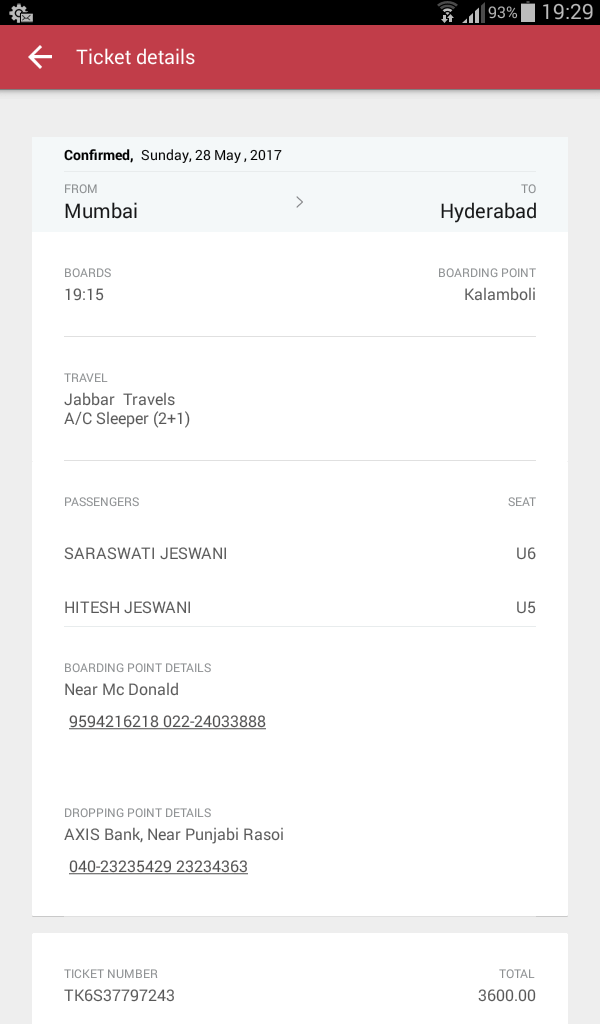 93% 19:29
Ticket details
Confirmed, Sunday, 28 May , 2017
FROM TO
Mumbai Hyderabad
BOARDS BOARDING POINT
19:15 Kalamboli
TRAVEL
Jabbar  Travels
A/C Sleeper (2+1)
PASSENGERS SEAT
SARASWATI JESWANI U6
HITESH JESWANI U5
BOARDING POINT DETAILS
Near Mc Donald
9594216218 022-24033888
DROPPING POINT DETAILS
AXIS Bank, Near Punjabi Rasoi
040-23235429 23234363
TICKET NUMBER TOTAL
TK6S37797243 3600.00